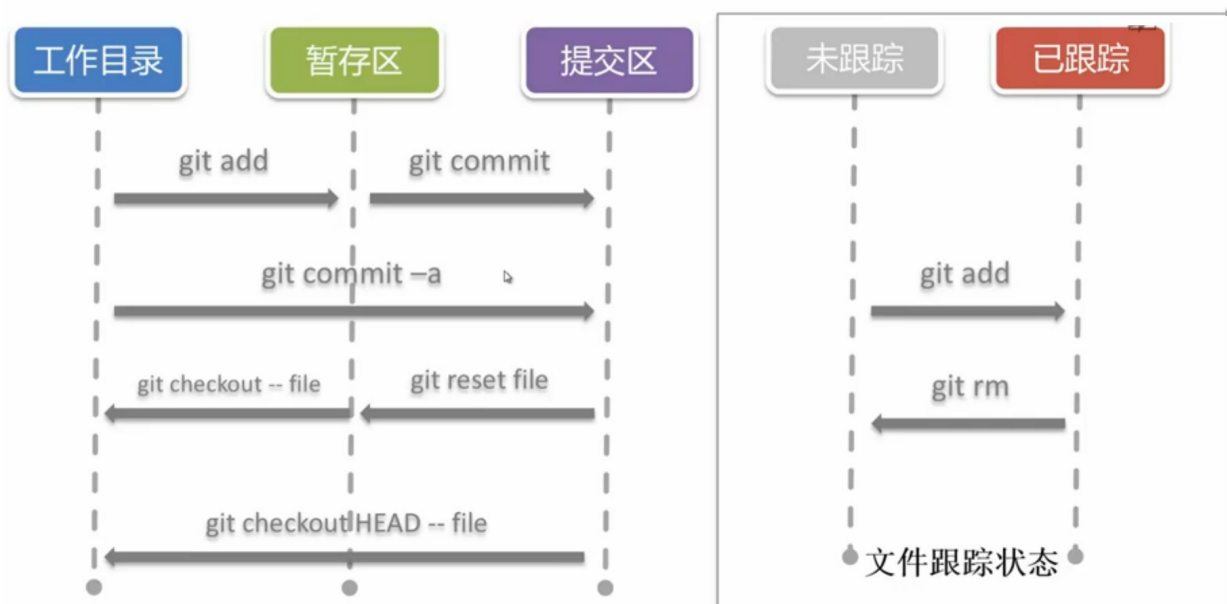 工作目录 暂存区 提交区
git add git commit
git commit –a
git checkout -- file git reset file
git checkout HEAD -- file
未跟踪 已跟踪
git add
git rm
文件跟踪状态